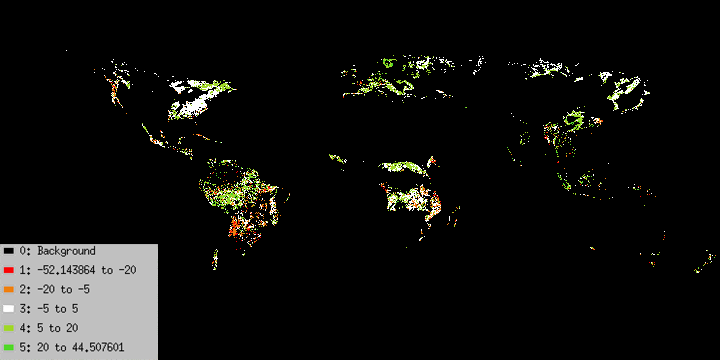 0: Background
1: -52.143864 to -20
2: -20 to -5
3: -5 to 5
4: 5 to 20
5: 20 to 44.507601